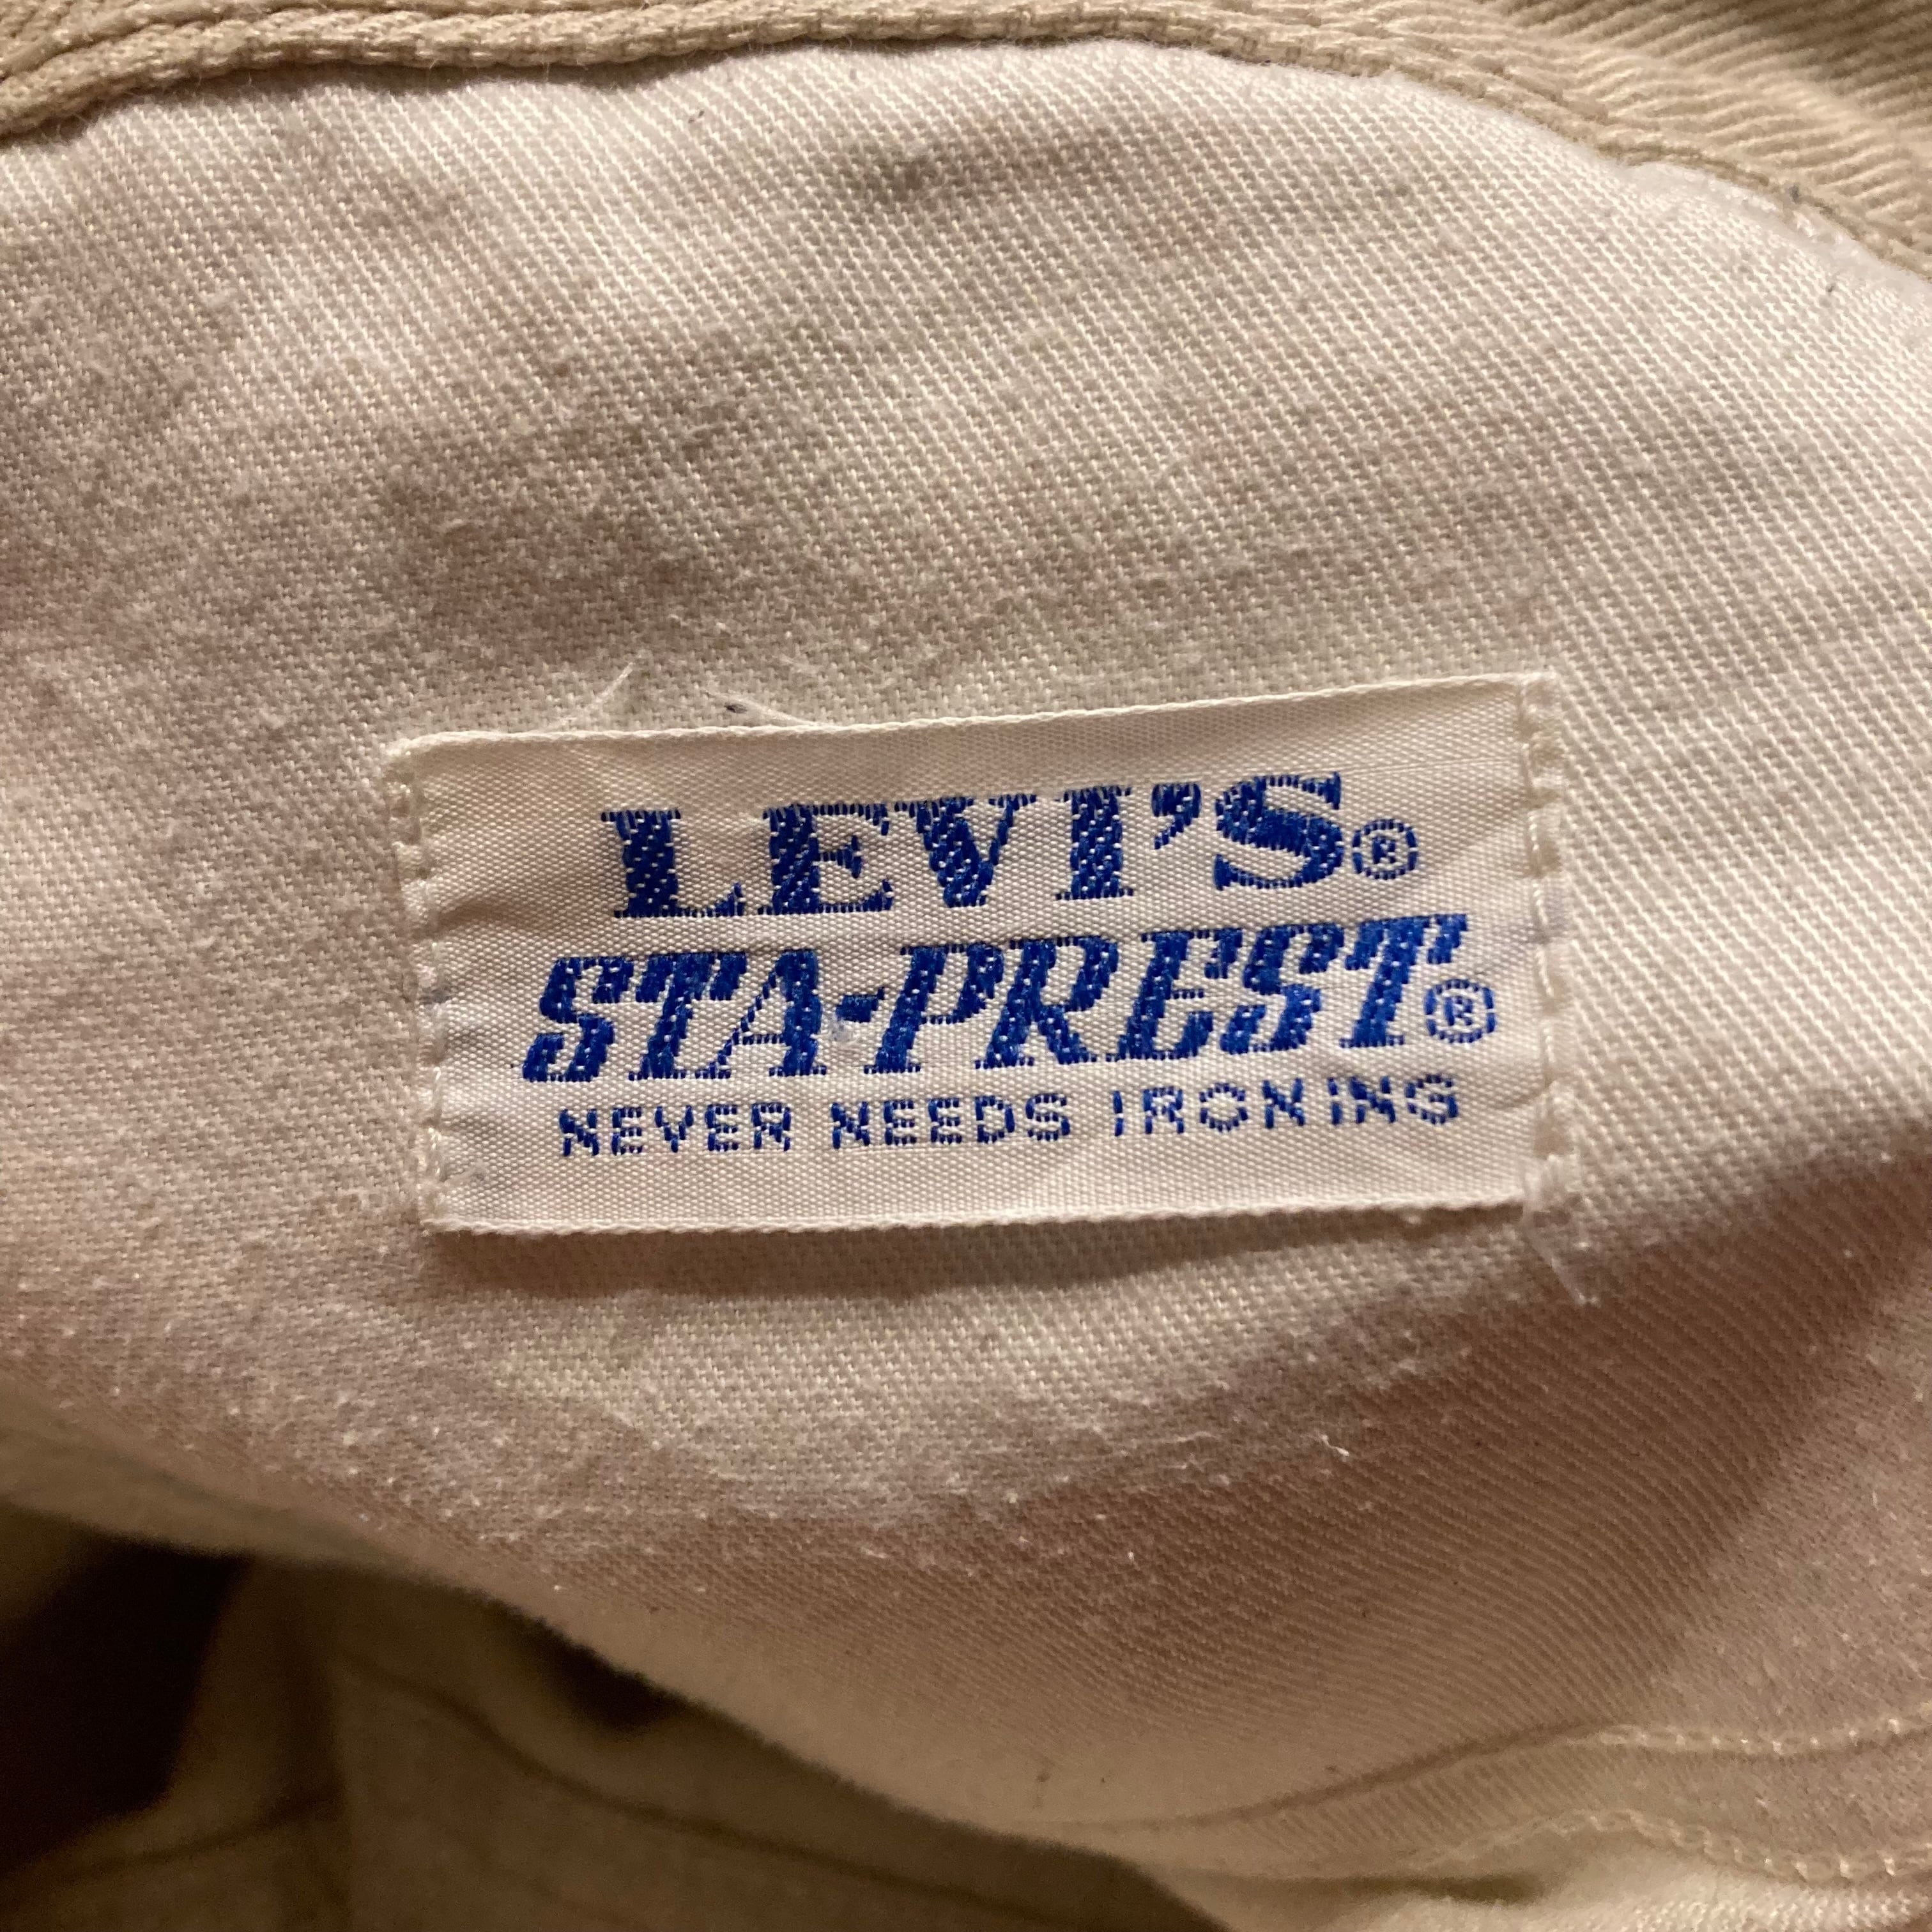 LEVI'S®
STA-PREST®
NEVER NEEDS IRONING